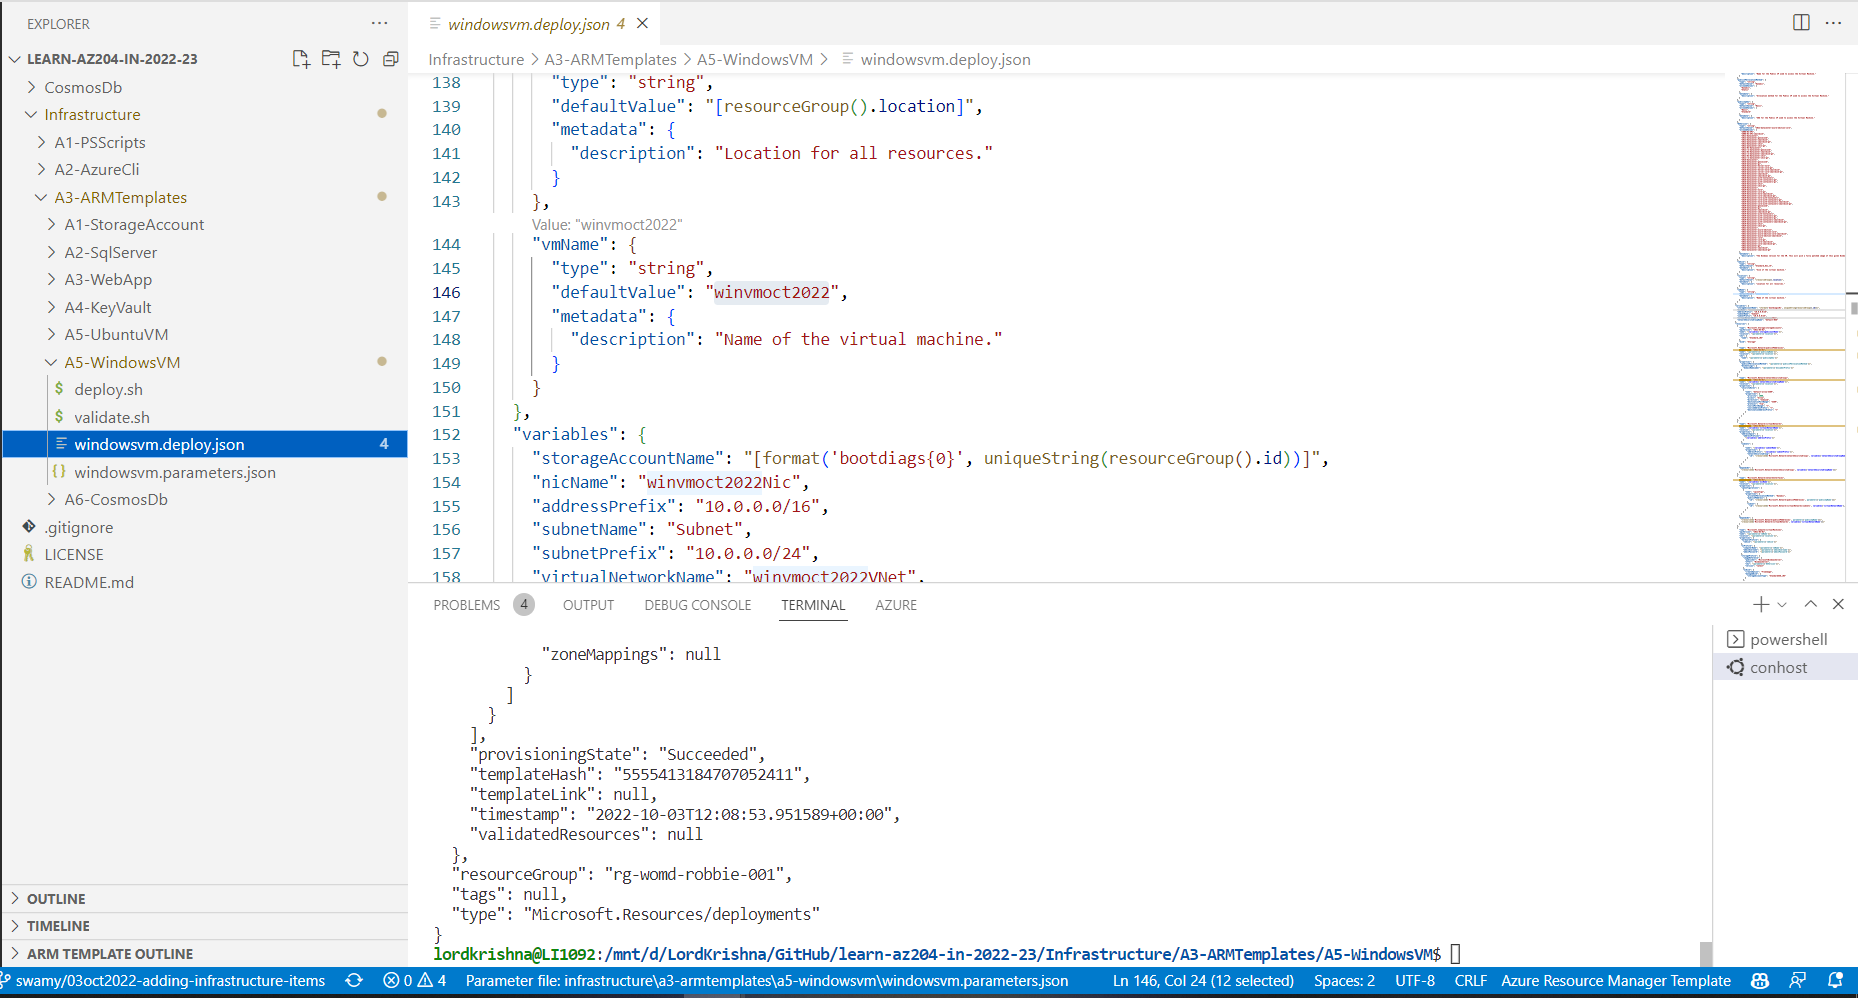 EXPLORER
LEARN-AZ204-IN-2022-23
CosmosDb
Infrastructure
A1-PSScripts
A2-AzureCli
A3-ARMTemplates
A1-StorageAccount
A2-SqlServer
A3-WebApp
A4-KeyVault
A5-UbuntuVM
A5-WindowsVM
$ deploy.sh
$ validate.sh
windowsvm.deploy.json 4
{} windowsvm.parameters.json
A6-CosmosDb
.gitignore
LICENSE
README.md
OUTLINE
TIMELINE
ARM TEMPLATE OUTLINE
windowsvm.deploy.json 4
Infrastructure > A3-ARMTemplates > A5-WindowsVM > windowsvm.deploy.json
138 "type": "string",
139 "defaultValue": "[resourceGroup().location]",
140 "metadata": {
141 "description": "Location for all resources."
142 }
143 },
Value: "winvmoct2022"
144 "vmName": {
145 "type": "string",
146 "defaultValue": "winvmoct2022",
147 "metadata": {
148 "description": "Name of the virtual machine."
149 }
150 }
151 },
152 "variables": {
153 "storageAccountName": "[format('bootdiags{0}', uniqueString(resourceGroup().id))]",
154 "nicName": "winvmoct2022Nic",
155 "addressPrefix": "10.0.0.0/16",
156 "subnetName": "Subnet",
157 "subnetPrefix": "10.0.0.0/24",
158 "virtualNetworkName": "winvmoct2022VNet",
PROBLEMS 4 OUTPUT DEBUG CONSOLE TERMINAL AZURE
powershell
conhost
"zoneMappings": null
}
]
}
],
"provisioningState": "Succeeded",
"templateHash": "5555413184707052411",
"templateLink": null,
"timestamp": "2022-10-03T12:08:53.951589+00:00",
"validatedResources": null
},
"resourceGroup": "rg-womd-robbie-001",
"tags": null,
"type": "Microsoft.Resources/deployments"
}
lordkrishna@LI1092:/mnt/d/LordKrishna/GitHub/learn-az204-in-2022-23/Infrastructure/A3-ARMTemplates/A5-WindowsVM$
swamy/03oct2022-adding-infrastructure-items 0 4 Parameter file: infrastructure\a3-armtemplates\a5-windowsvm\windowsvm.parameters.json Ln 146, Col 24 (12 selected) Spaces: 2 UTF-8 CRLF Azure Resource Manager Template